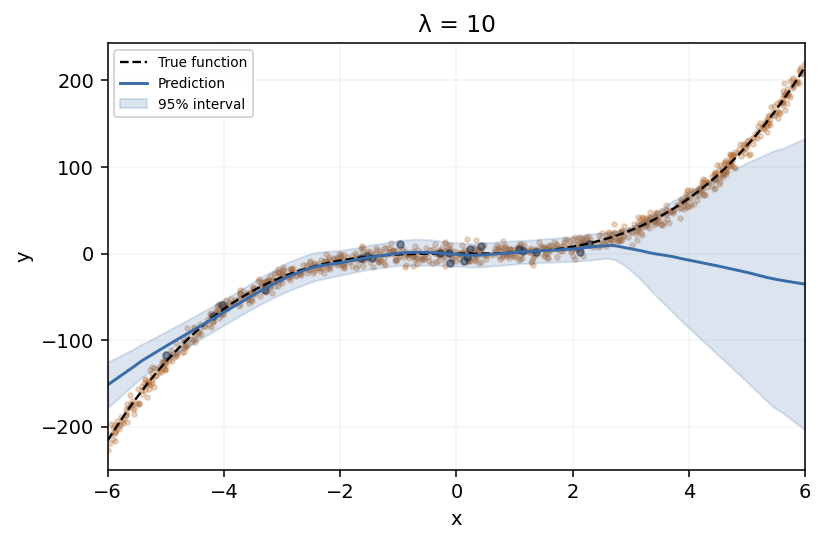 λ = 10
True function
Prediction
95% interval
200
100
0
−100
−200
y
−6 −4 −2 0 2 4 6
x